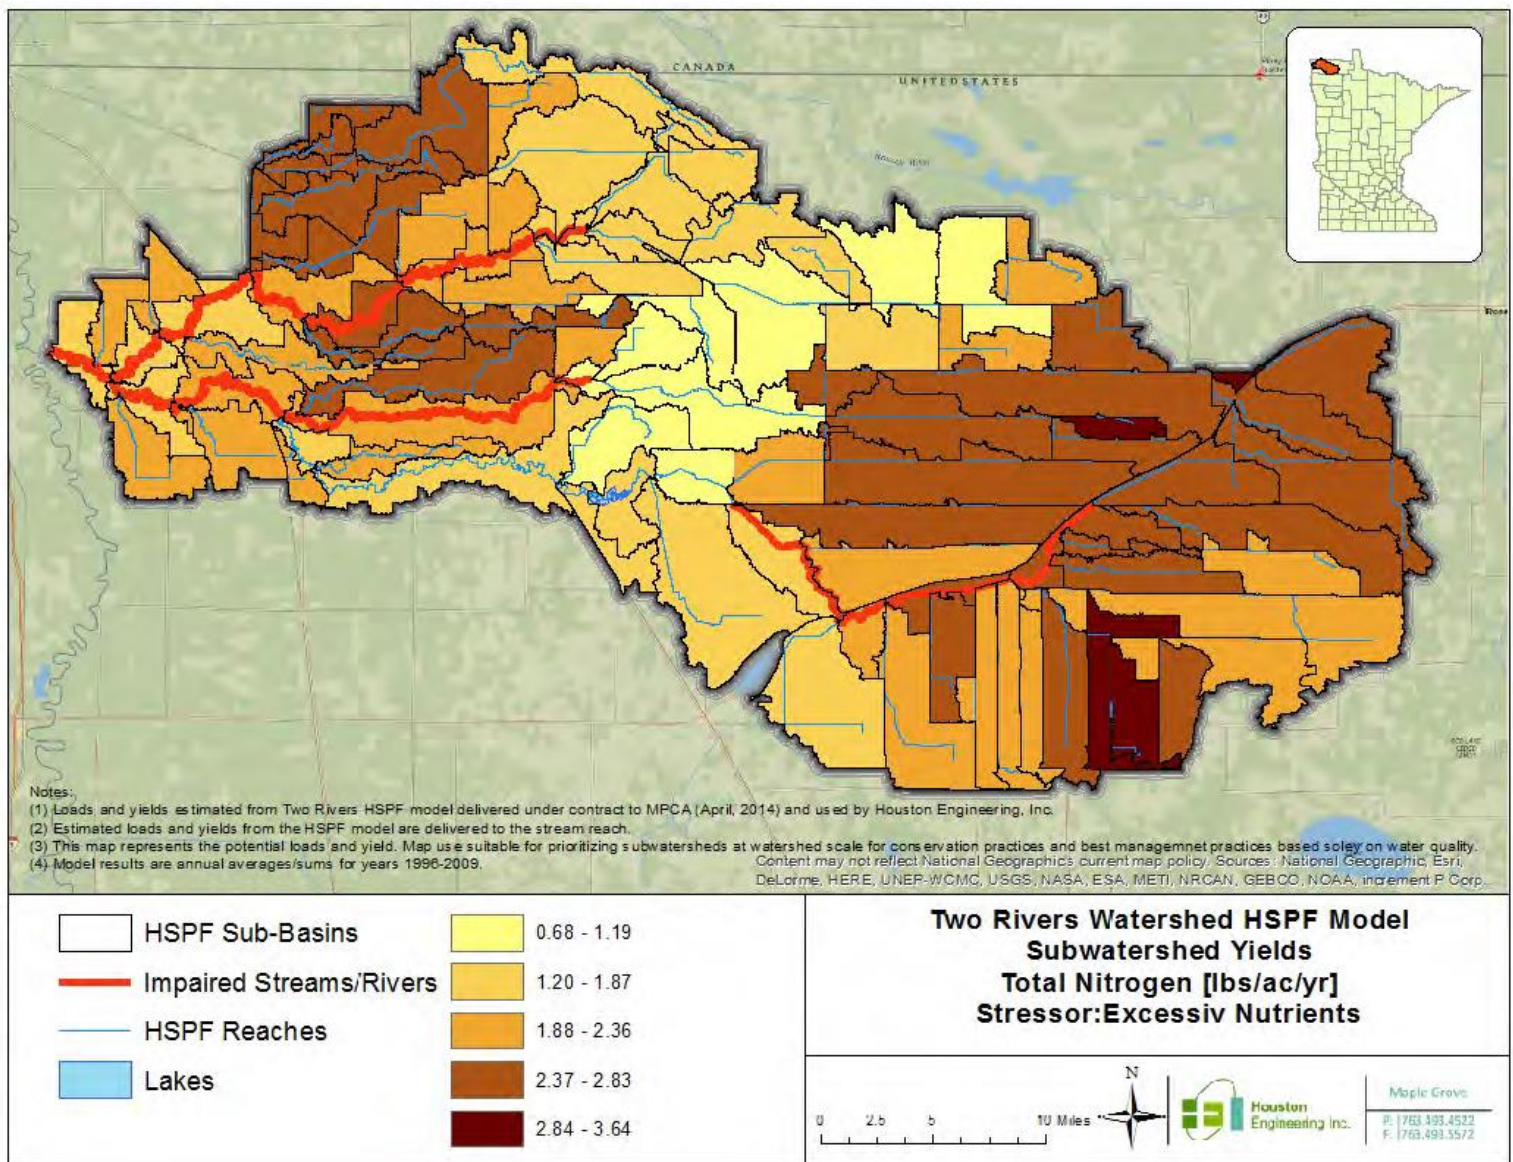 CANADA
UNITED STATES
Notes:
(1) Loads and yields estimated from Two Rivers HSPF model delivered under contract to MPCA (April, 2014) and used by Houston Engineering, Inc.
(2) Estimated loads and yields from the HSPF model are delivered to the stream reach.
(3) This map represents the potential loads and yield. Map use suitable for prioritizing subwatersheds at watershed scale for conservation practices and best managemnet practices based soley on water quality.
(4) Model results are annual averages/sums for years 1996-2009.
Content may not reflect National Geographic's current map policy. Sources: National Geographic, Esri,
DeLorme, HERE, UNEP-WCMC, USGS, NASA, ESA, METI, NRCAN, GEBCO, NOAA, increment P Corp.
HSPF Sub-Basins
Impaired Streams/Rivers
HSPF Reaches
Lakes
0.68 - 1.19
1.20 - 1.87
1.88 - 2.36
2.37 - 2.83
2.84 - 3.64
Two Rivers Watershed HSPF Model
Subwatershed Yields
Total Nitrogen [lbs/ac/yr]
Stressor:Excessiv Nutrients
0 2.5 5 10 Miles
N
Houston
Engineering Inc.
Maple Grove
P: 763.493.4522
F: 763.493.5572